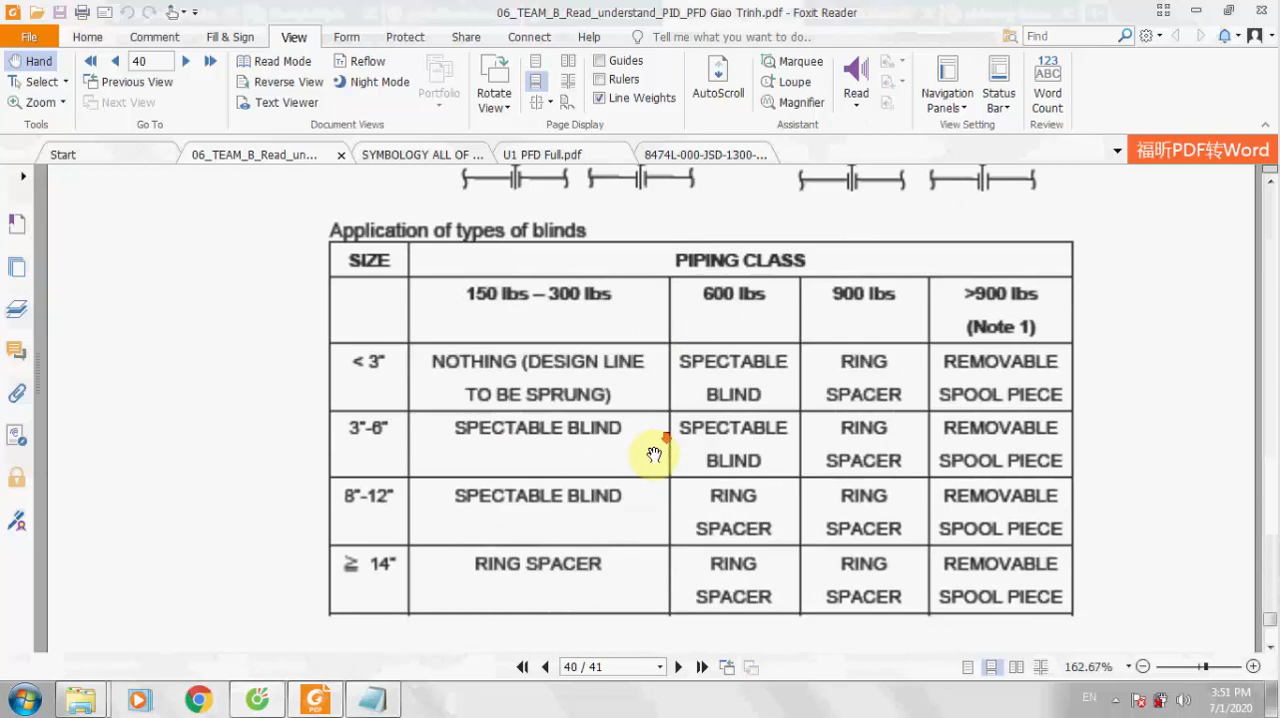 06_TEAM_B_Read_understand_PID_PFD Giao Trinh.pdf - Foxit Reader
File Home Comment Fill & Sign View Form Protect Share Connect Help Tell me what you want to do... Find
Hand 40 Read Mode Reflow Guides Marquee
Select Previous View Reverse View Night Mode Portfolio Rotate View Rulers AutoScroll Loupe Read Navigation Panels Status Bar Word Count
Zoom Next View Text Viewer Line Weights Magnifier
Tools Go To Document Views Page Display Assistant View Setting Review
Start 06_TEAM_B_Read_un... SYMBOLOGY ALL OF ... U1 PFD Full.pdf 8474L-000-JSD-1300-... 福昕PDF转Word
Application of types of blinds
SIZE PIPING CLASS
150 lbs – 300 lbs 600 lbs 900 lbs >900 lbs
(Note 1)
< 3" NOTHING (DESIGN LINE SPECTABLE RING REMOVABLE
TO BE SPRUNG) BLIND SPACER SPOOL PIECE
3"-6" SPECTABLE BLIND SPECTABLE RING REMOVABLE
BLIND SPACER SPOOL PIECE
8"-12" SPECTABLE BLIND RING RING REMOVABLE
SPACER SPACER SPOOL PIECE
≧ 14" RING SPACER RING RING REMOVABLE
SPACER SPACER SPOOL PIECE
40 / 41 162.67%
EN 3:51 PM
7/1/2020